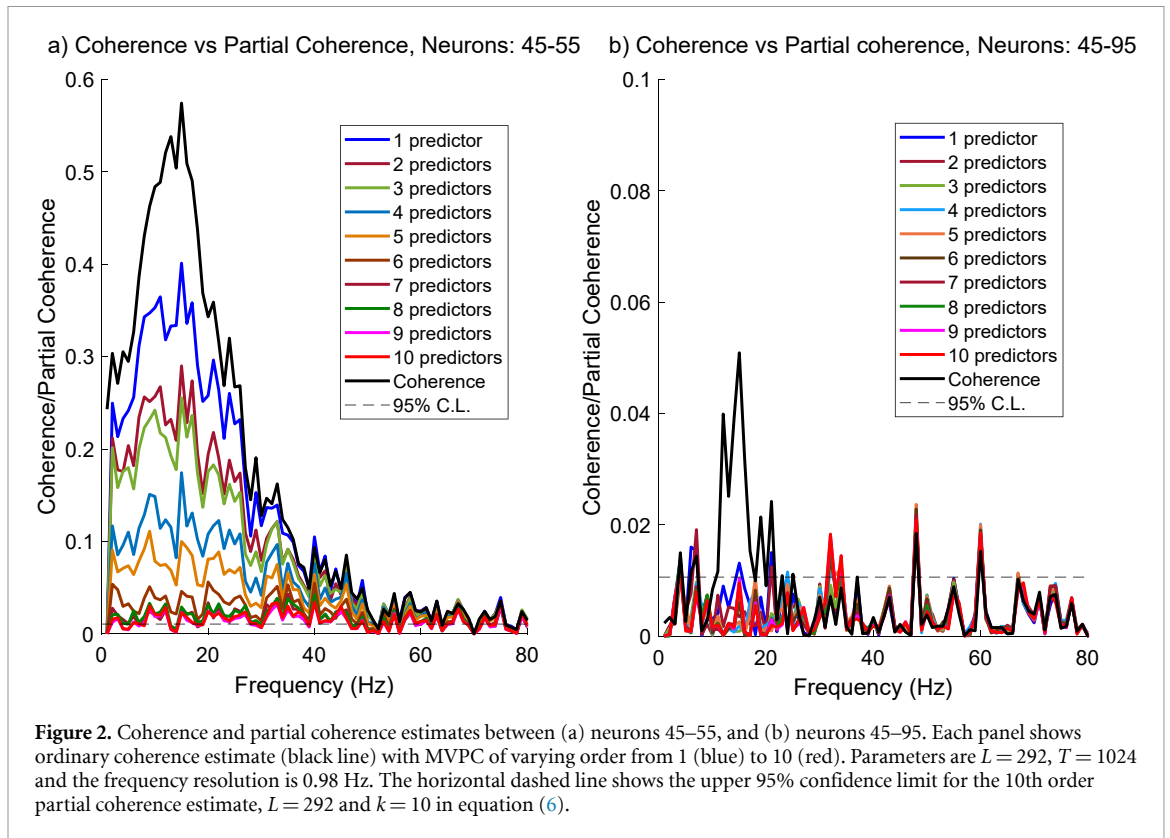 a) Coherence vs Partial Coherence, Neurons: 45-55
0.6
0.5
0.4
0.3
0.2
0.1
0
Coherence/Partial Coeherence
0
20
40
60
80
Frequency (Hz)
1 predictor
2 predictors
3 predictors
4 predictors
5 predictors
6 predictors
7 predictors
8 predictors
9 predictors
10 predictors
Coherence
95% C.L.
b) Coherence vs Partial coherence, Neurons: 45-95
0.1
0.08
0.06
0.04
0.02
0
Coherence/Partial Coeherence
0
20
40
60
80
Frequency (Hz)
1 predictor
2 predictors
3 predictors
4 predictors
5 predictors
6 predictors
7 predictors
8 predictors
9 predictors
10 predictors
Coherence
95% C.L.
Figure 2. Coherence and partial coherence estimates between (a) neurons 45–55, and (b) neurons 45–95. Each panel shows
ordinary coherence estimate (black line) with MVPC of varying order from 1 (blue) to 10 (red). Parameters are L = 292, T = 1024
and the frequency resolution is 0.98 Hz. The horizontal dashed line shows the upper 95% confidence limit for the 10th order
partial coherence estimate, L = 292 and k = 10 in equation (6).